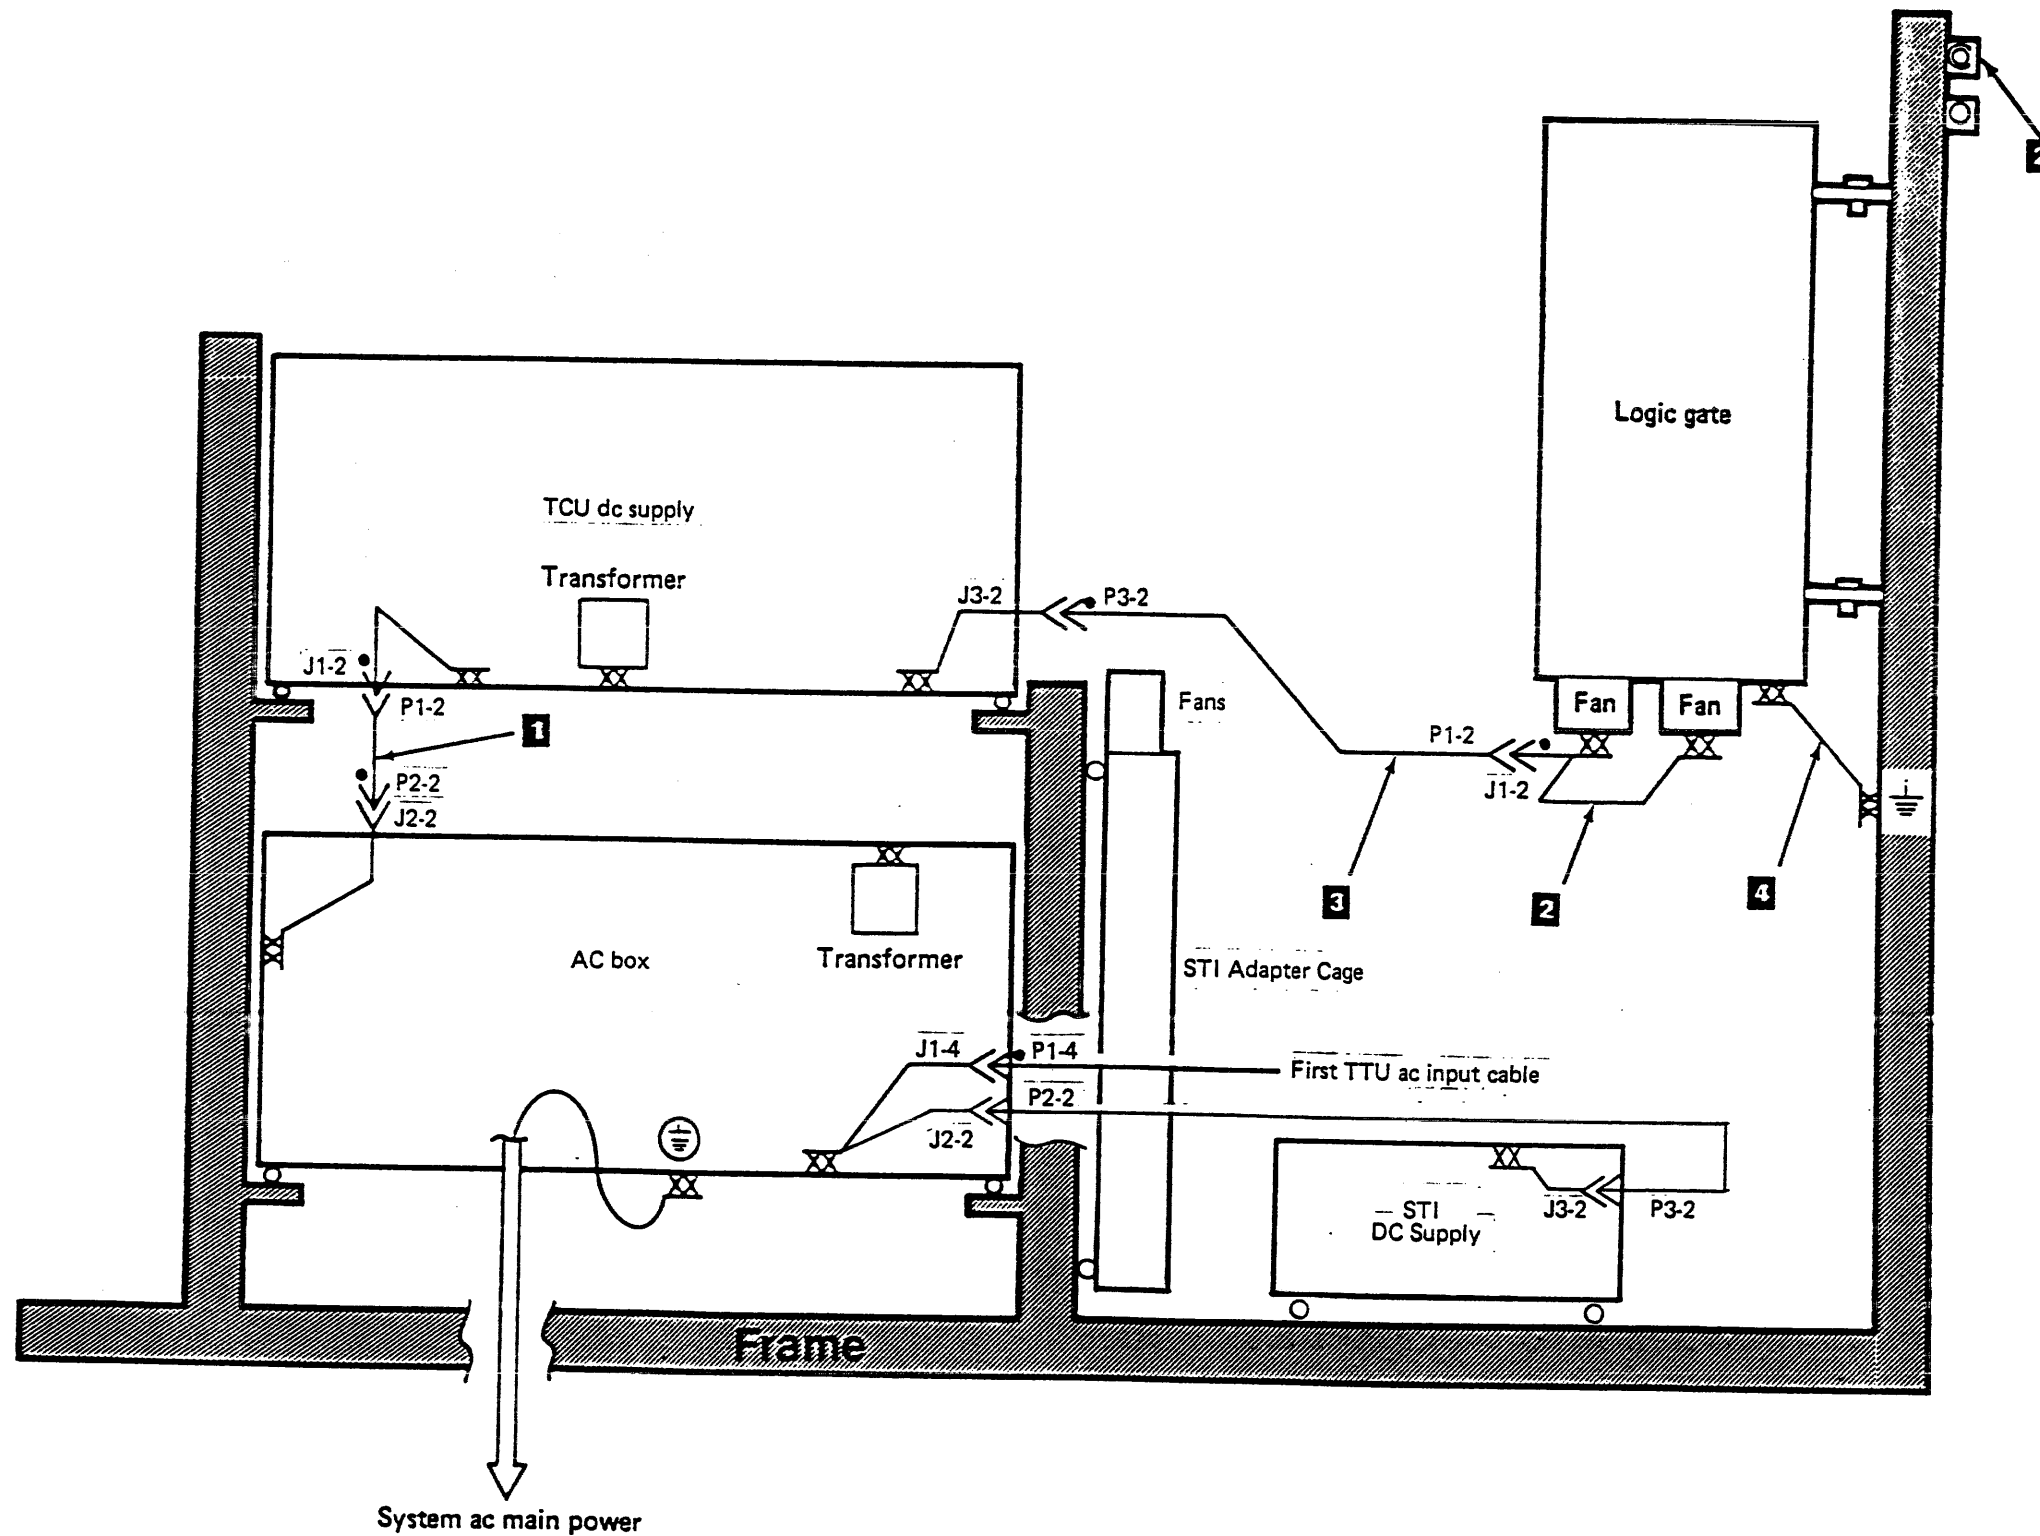 2
Logic gate
TCU dc supply
Transformer
J3-2
P3-2
J1-2
P1-2
1
Fans
Fan
Fan
P1-2
J1-2
P2-2
J2-2
3
2
4
AC box
Transformer
STI Adapter Cage
J1-4
P1-4
First TTU ac input cable
P2-2
J2-2
STI
DC Supply
J3-2
P3-2
Frame
System ac main power